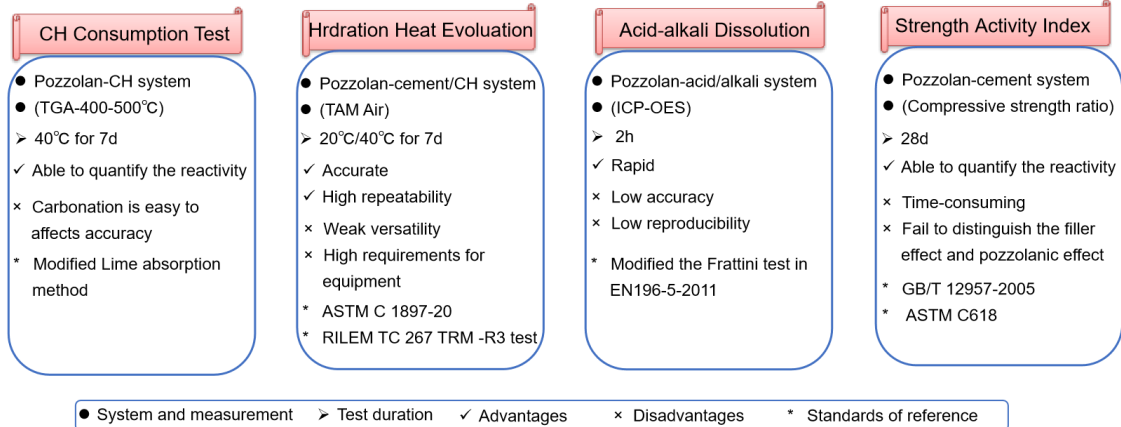 CH Consumption Test
● Pozzolan-CH system
● (TGA-400-500℃)
➢ 40℃ for 7d
✓ Able to quantify the reactivity
× Carbonation is easy to
affects accuracy
* Modified Lime absorption
method
Hrdration Heat Evaluation
● Pozzolan-cement/CH system
● (TAM Air)
➢ 20℃/40℃ for 7d
✓ Accurate
✓ High repeatability
× Weak versatility
× High requirements for
equipment
* ASTM C 1897-20
* RILEM TC 267 TRM -R3 test
Acid-alkali Dissolution
● Pozzolan-acid/alkali system
● (ICP-OES)
➢ 2h
✓ Rapid
× Low accuracy
× Low reproducibility
* Modified the Frattini test in
EN196-5-2011
Strength Activity Index
● Pozzolan-cement system
● (Compressive strength ratio)
➢ 28d
✓ Able to quantify the reactivity
× Time-consuming
× Fail to distinguish the filler
effect and pozzolanic effect
* GB/T 12957-2005
* ASTM C618
● System and measurement ➢ Test duration ✓ Advantages × Disadvantages * Standards of reference